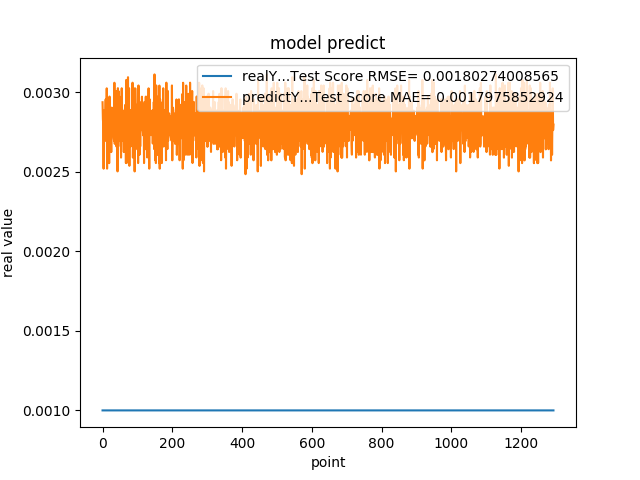 model predict
realY...Test Score RMSE= 0.00180274008565
predictY...Test Score MAE= 0.0017975852924
0.0030
0.0025
0.0020
0.0015
0.0010
real value
0 200 400 600 800 1000 1200
point